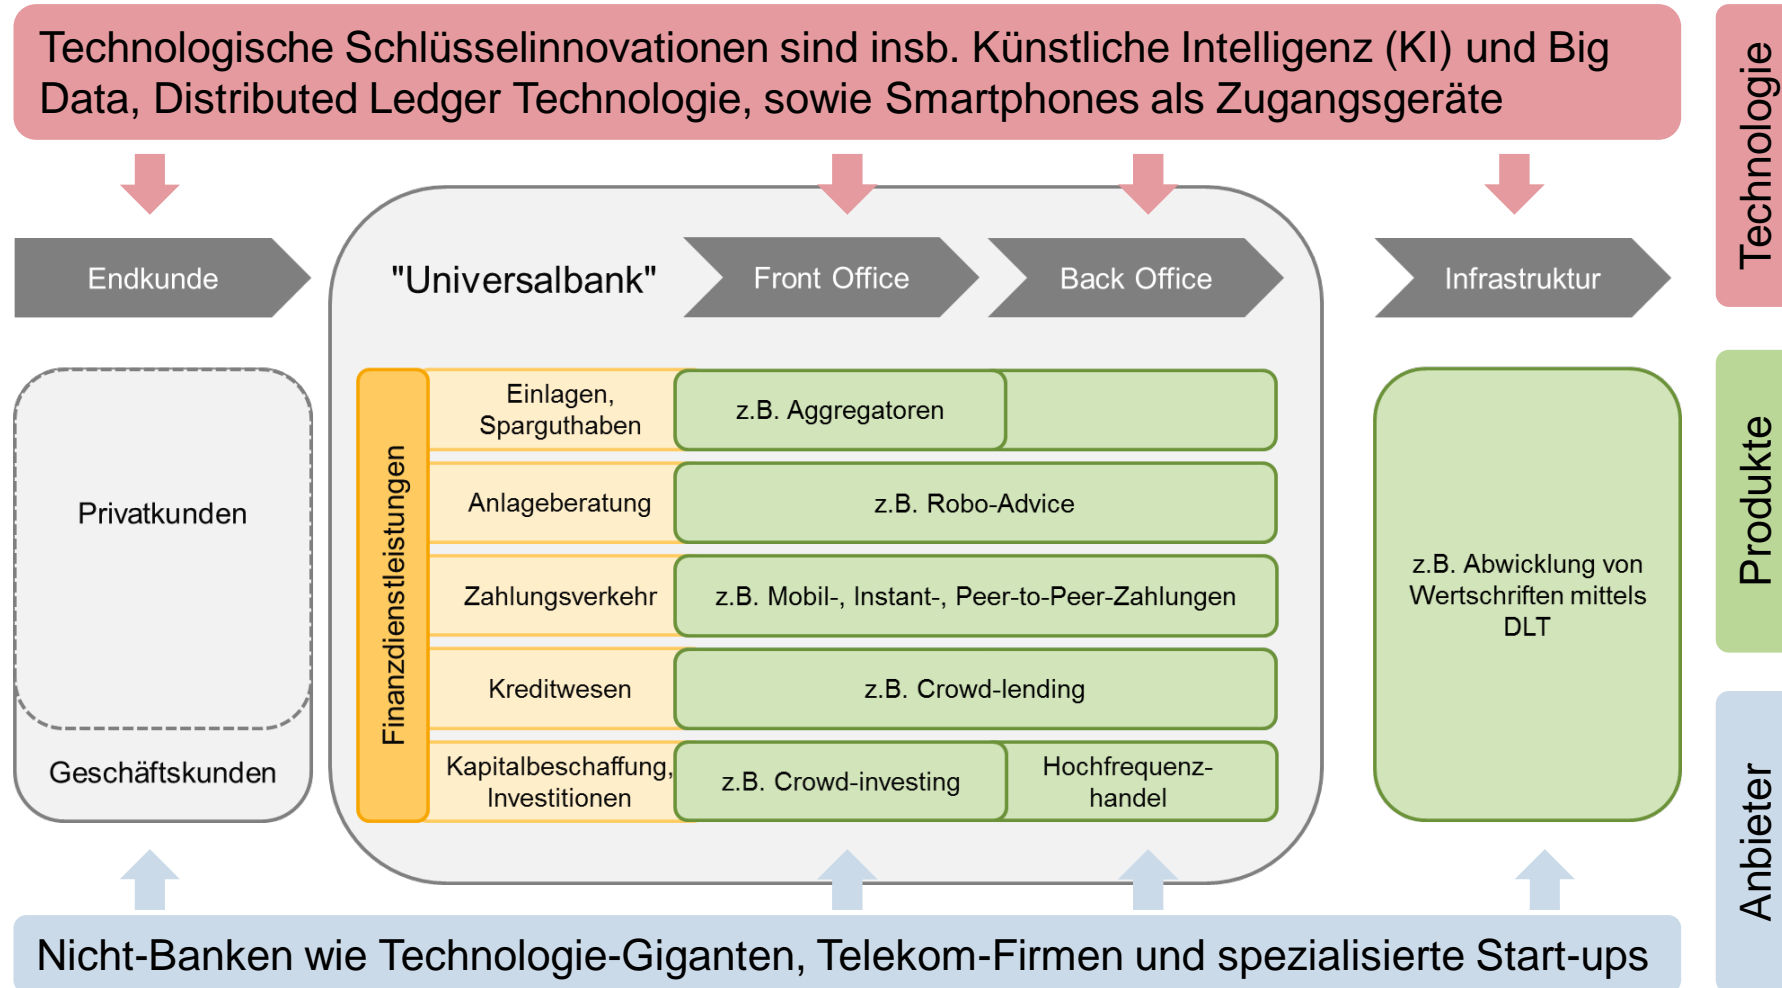 Technologische Schlüsselinnovationen sind insb. Künstliche Intelligenz (KI) und Big
Data, Distributed Ledger Technologie, sowie Smartphones als Zugangsgeräte
Technologie
Endkunde
"Universalbank"
Front Office
Back Office
Infrastruktur
Privatkunden
Geschäftskunden
Finanzdienstleistungen
Einlagen,
Sparguthaben
z.B. Aggregatoren
Anlageberatung
z.B. Robo-Advice
Zahlungsverkehr
z.B. Mobil-, Instant-, Peer-to-Peer-Zahlungen
Kreditwesen
z.B. Crowd-lending
Kapitalbeschaffung,
Investitionen
z.B. Crowd-investing
Hochfrequenz-
handel
z.B. Abwicklung von
Wertschriften mittels
DLT
Produkte
Anbieter
Nicht-Banken wie Technologie-Giganten, Telekom-Firmen und spezialisierte Start-ups